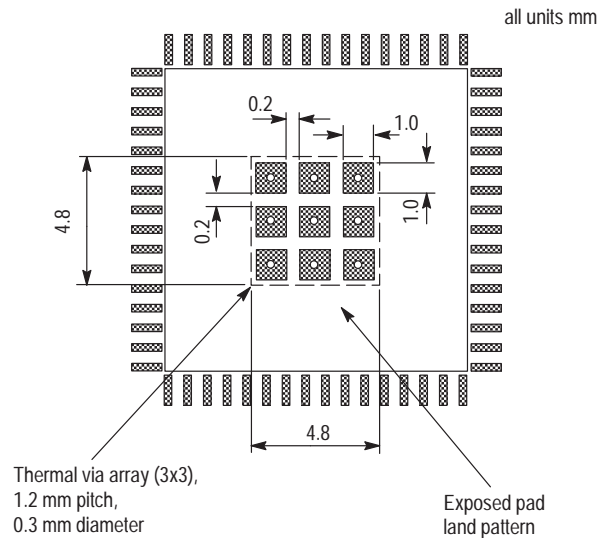 all units mm
0.2
1.0
4.8
0.2
1.0
4.8
Thermal via array (3x3),
1.2 mm pitch,
0.3 mm diameter
Exposed pad
land pattern